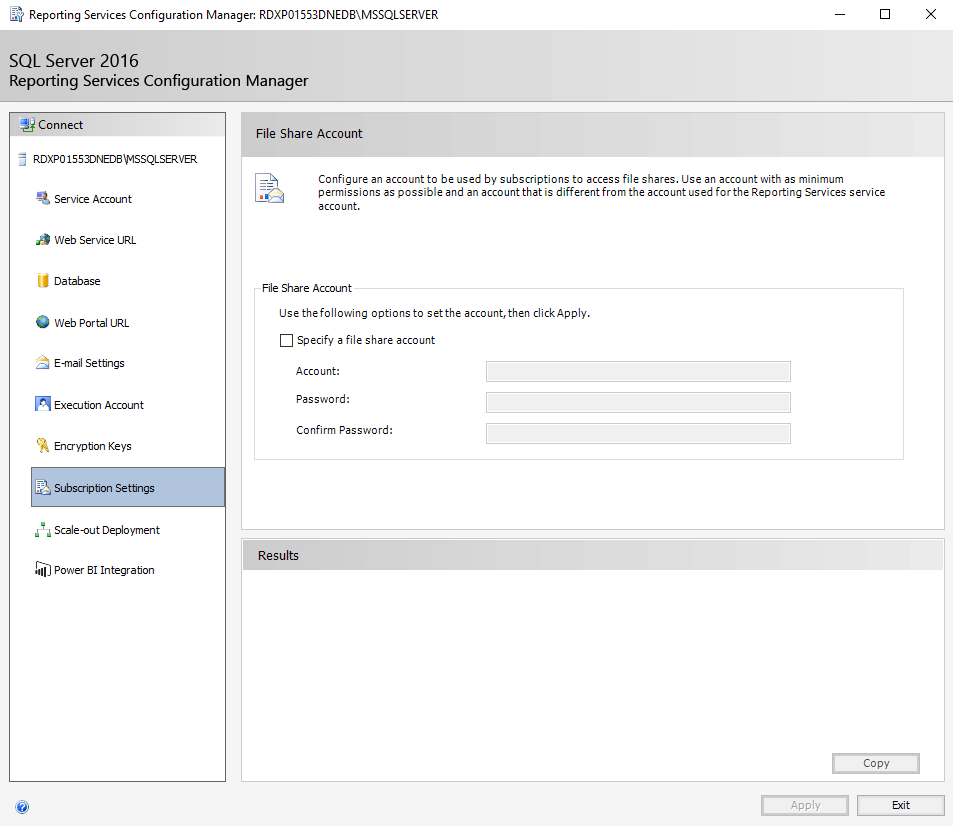 Reporting Services Configuration Manager: RDXP01553DNEDB\MSSQLSERVER
SQL Server 2016
Reporting Services Configuration Manager
Connect
RDXP01553DNEDB\MSSQLSERVER
Service Account
Web Service URL
Database
Web Portal URL
E-mail Settings
Execution Account
Encryption Keys
Subscription Settings
Scale-out Deployment
Power BI Integration
File Share Account
Configure an account to be used by subscriptions to access file shares. Use an account with as minimum
permissions as possible and an account that is different from the account used for the Reporting Services service
account.
File Share Account
Use the following options to set the account, then click Apply.
Specify a file share account
Account:
Password:
Confirm Password:
Results
Copy
Apply
Exit